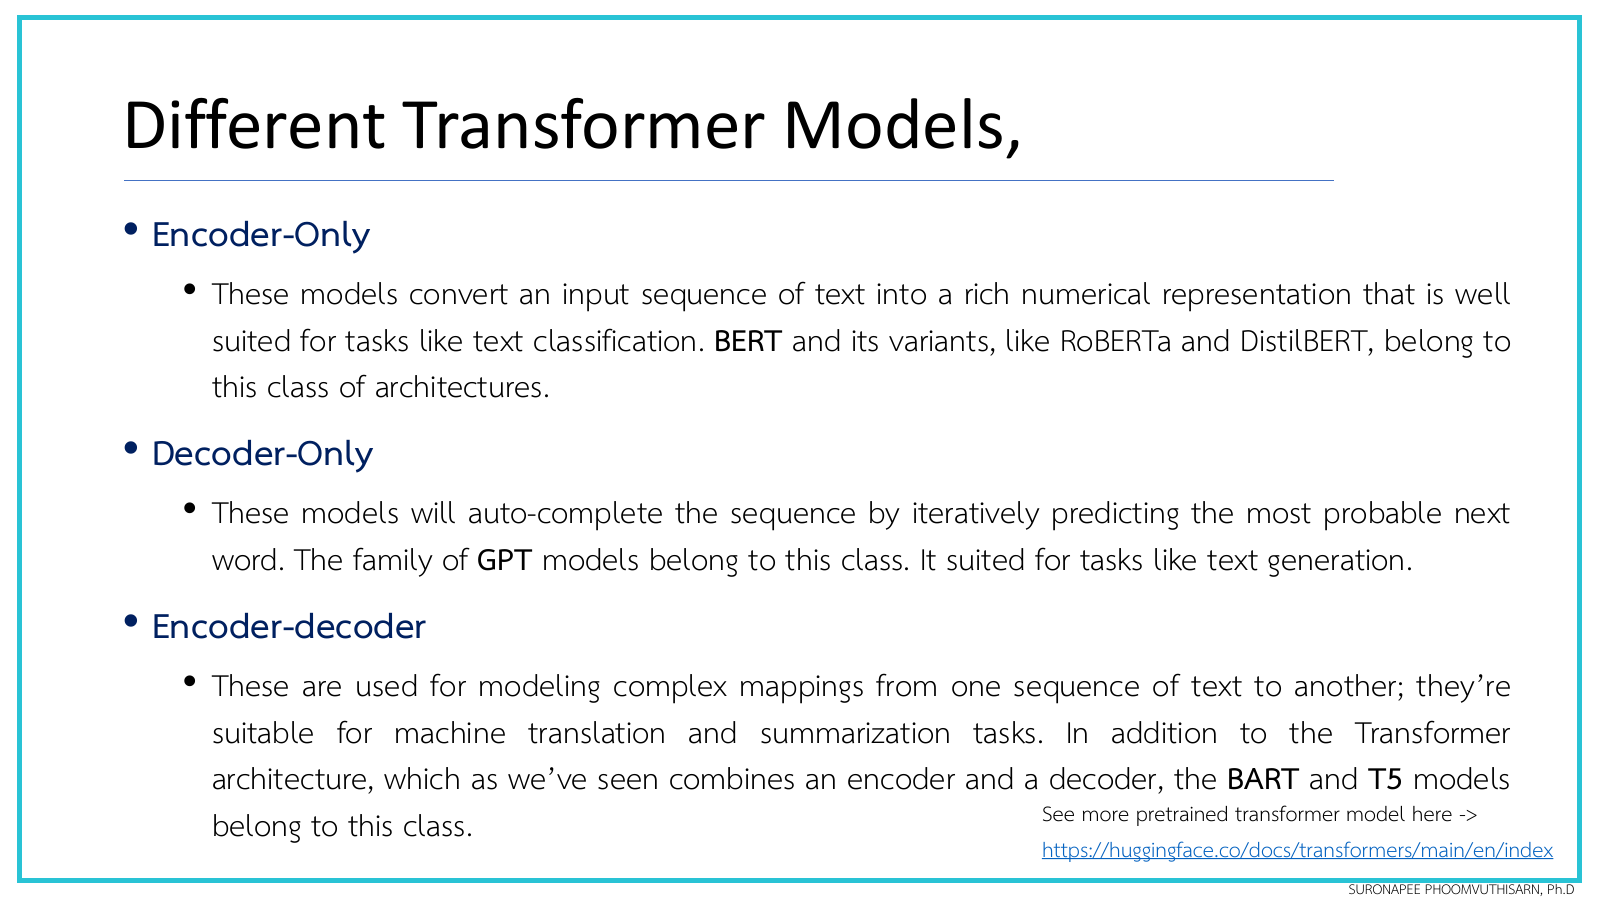 Different Transformer Models,
• Encoder-Only
• These models convert an input sequence of text into a rich numerical representation that is well
suited for tasks like text classification. BERT and its variants, like RoBERTa and DistilBERT, belong to
this class of architectures.
• Decoder-Only
• These models will auto-complete the sequence by iteratively predicting the most probable next
word. The family of GPT models belong to this class. It suited for tasks like text generation.
• Encoder-decoder
• These are used for modeling complex mappings from one sequence of text to another; they’re
suitable for machine translation and summarization tasks. In addition to the Transformer
architecture, which as we’ve seen combines an encoder and a decoder, the BART and T5 models
belong to this class.
See more pretrained transformer model here ->
https://huggingface.co/docs/transformers/main/en/index
SURONAPEE PHOOMVUTHISARN, Ph.D